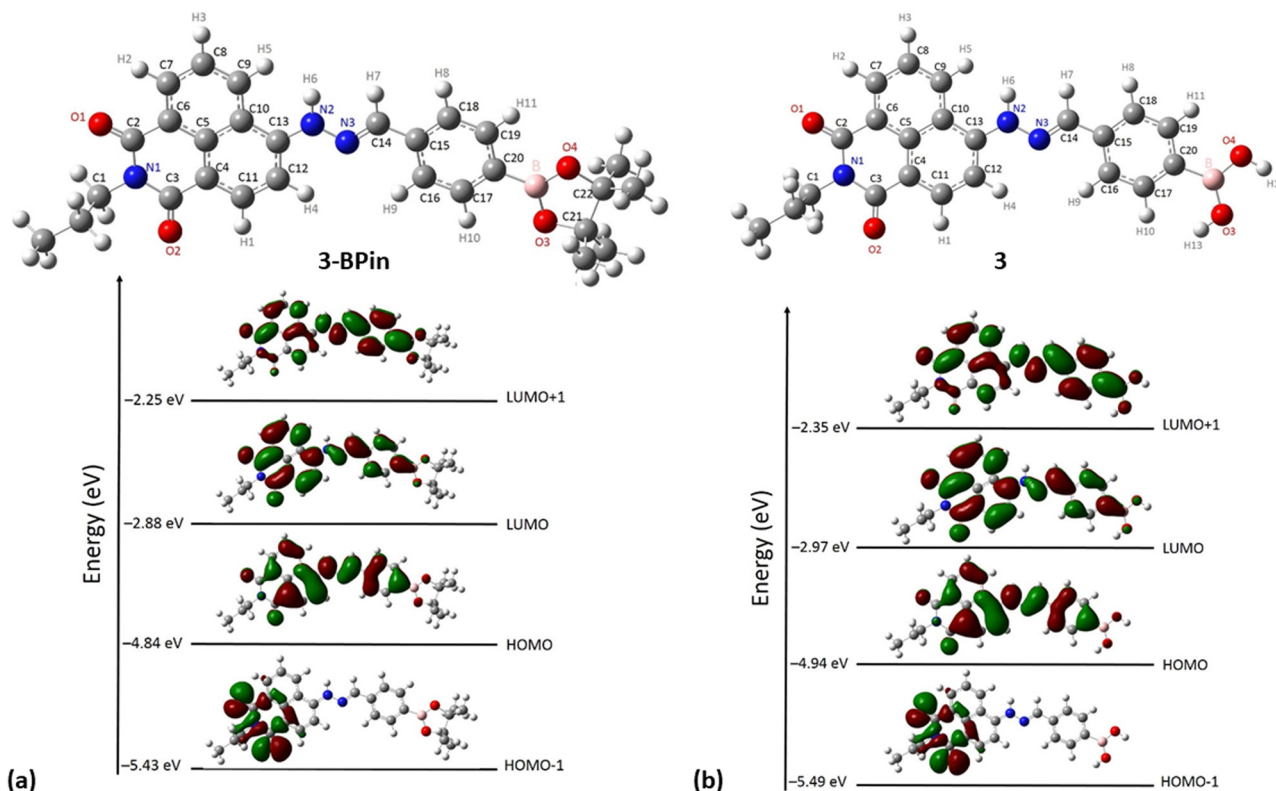 H3
H2
C8
H5
C7
C9
H6
H7
H8
C6
C10
N2
C18
H11
O1
C2
C5
C13
N3
C14
C19
N1
C4
C12
C15
C20
B
O4
C1
C3
C11
C16
C17
C22
H4
H9
O3
C21
O2
H1
H10
3-BPin
H3
H2
C8
H5
C7
C9
H6
H7
H8
C6
C10
N2
C18
H11
O1
C2
C5
C13
N3
C14
C19
O4
N1
C4
C12
C15
C20
B
C1
C3
C11
C16
C17
H4
H9
O3
O2
H1
H10
H13
3
Energy (eV)
–2.25 eV
LUMO+1
–2.88 eV
LUMO
–4.84 eV
HOMO
–5.43 eV
HOMO-1
(a)
Energy (eV)
–2.35 eV
LUMO+1
–2.97 eV
LUMO
–4.94 eV
HOMO
–5.49 eV
HOMO-1
(b)